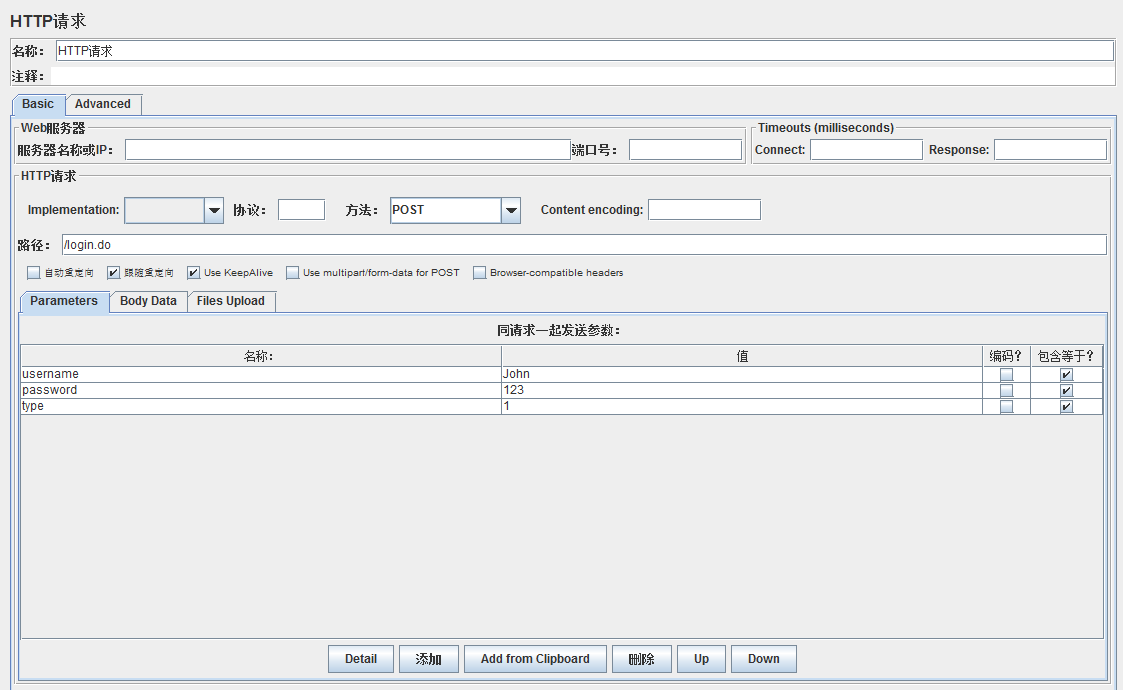 HTTP请求
名称： HTTP请求
注释：
Basic Advanced
Web服务器 Timeouts (milliseconds)
服务器名称或IP： 端口号： Connect: Response:
HTTP请求
Implementation: 协议： 方法： POST Content encoding:
路径： /login.do
自动重定向 跟随重定向 Use KeepAlive Use multipart/form-data for POST Browser-compatible headers
Parameters Body Data Files Upload
同请求一起发送参数：
名称： 值 编码？ 包含等于？
username John
password 123
type 1
Detail 添加 Add from Clipboard 删除 Up Down